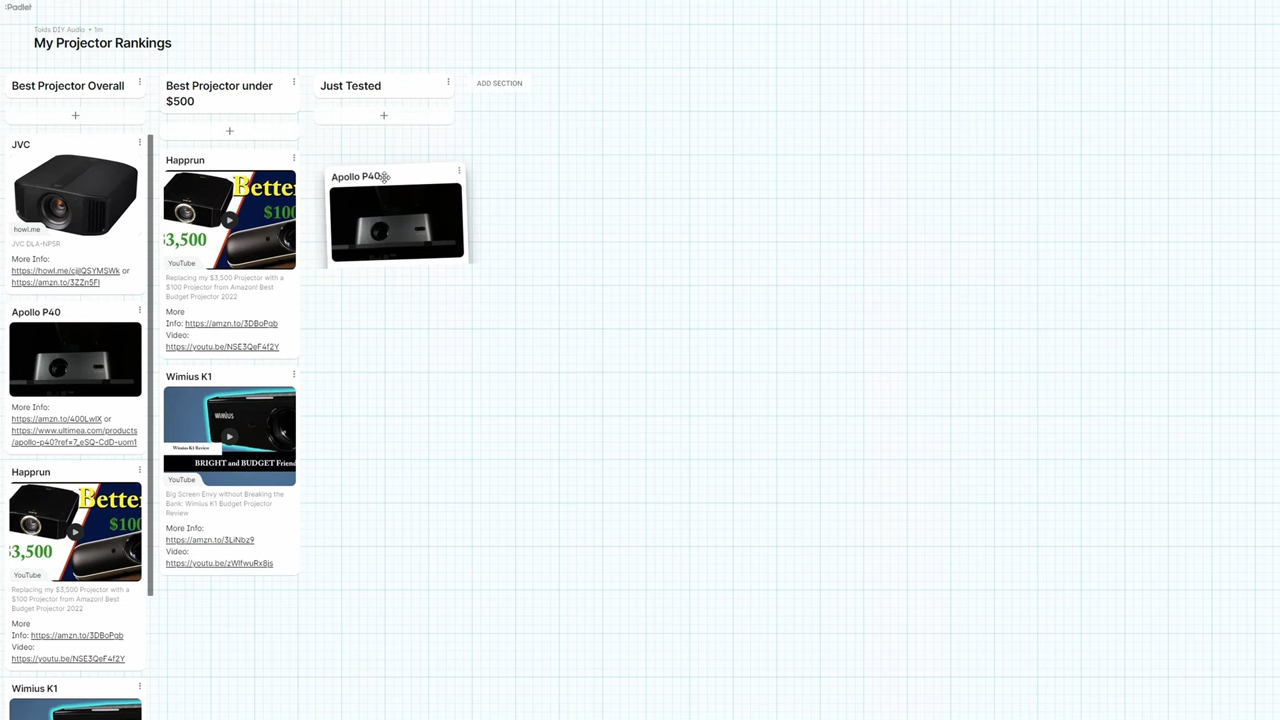 :Padlet
Toids DIY Audio • 1m
My Projector Rankings
Best Projector Overall
JVC
howl.me
JVC DLA-NP5R
More Info:
https://howl.me/cjjlQSYMSWk or
https://amzn.to/3ZZn5Fl
Apollo P40
More Info:
https://amzn.to/400LwIX or
https://www.ultimea.com/products
/apollo-p40?ref=7_eSQ-CdD-uom1
Happrun
Better
$100
$3,500
YouTube
Replacing my $3,500 Projector with a
$100 Projector from Amazon! Best
Budget Projector 2022
More
Info: https://amzn.to/3DBoPqb
Video:
https://youtu.be/NSE3QeF4f2Y
Wimius K1
Best Projector under
$500
Happrun
Better
$100
$3,500
YouTube
Replacing my $3,500 Projector with a
$100 Projector from Amazon! Best
Budget Projector 2022
More
Info: https://amzn.to/3DBoPqb
Video:
https://youtu.be/NSE3QeF4f2Y
Wimius K1
WiMiUS
Wimius K1 Review
BRIGHT and BUDGET Friend
YouTube
Big Screen Envy without Breaking the
Bank: Wimius K1 Budget Projector
Review
More Info:
https://amzn.to/3LiNbz9
Video:
https://youtu.be/zWlfwuRx8is
Just Tested
Apollo P40
ADD SECTION